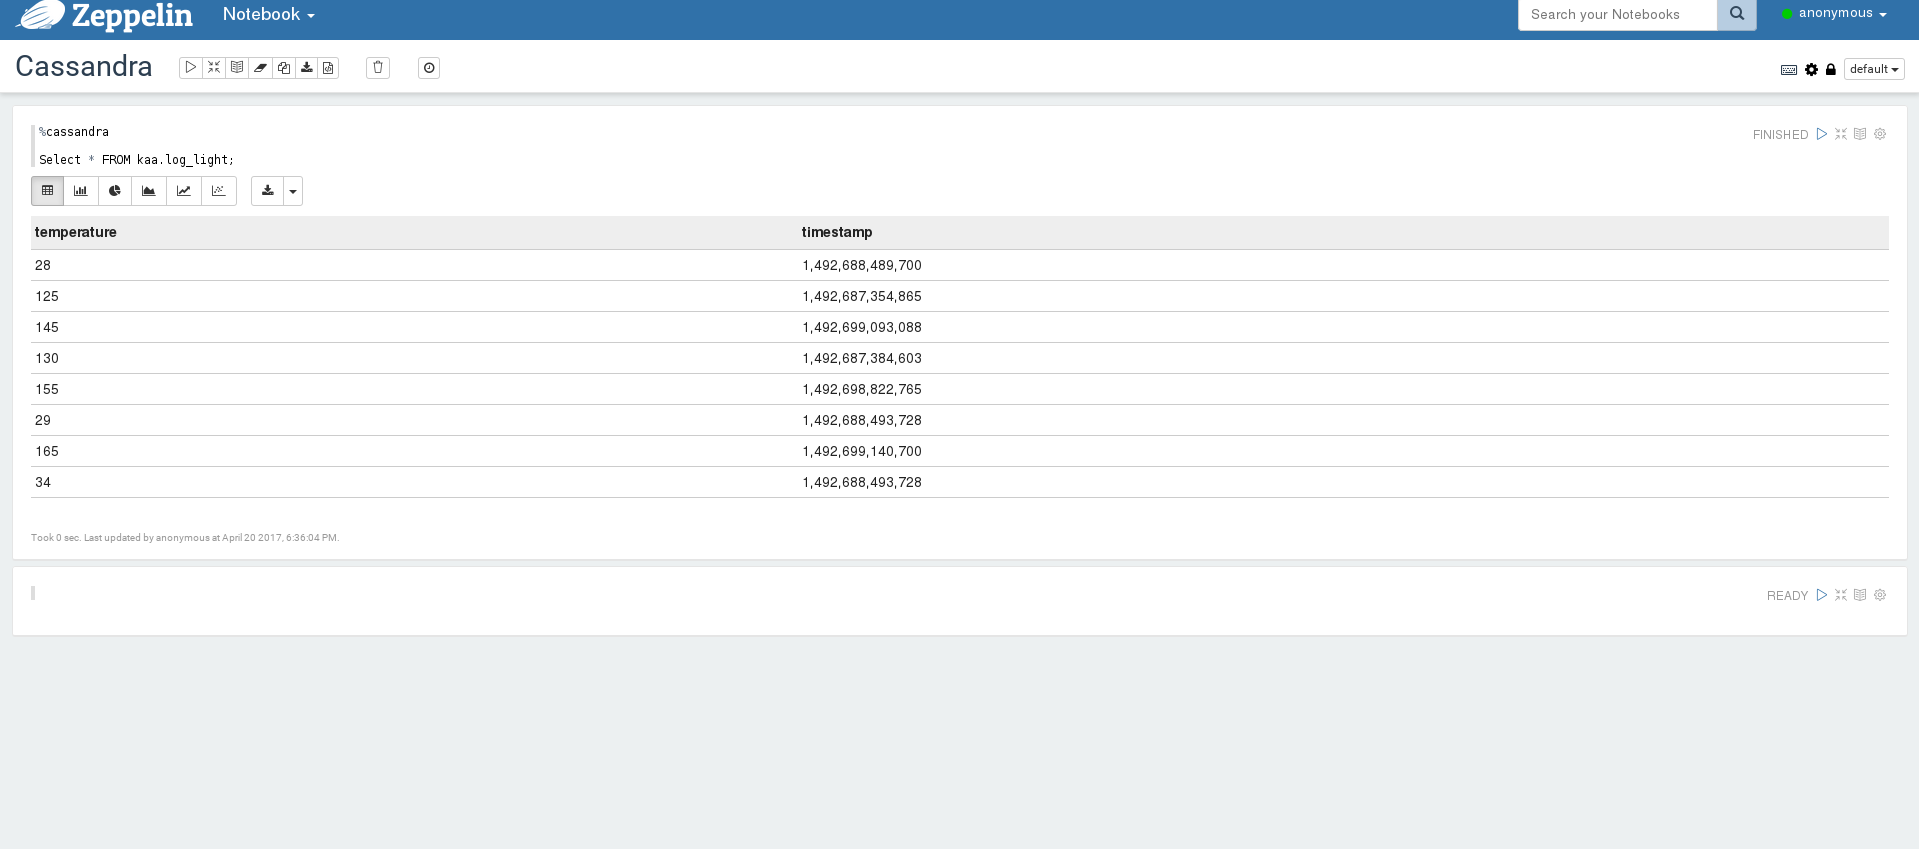 Zeppelin Notebook Search your Notebooks anonymous
Cassandra default
%cassandra FINISHED
Select * FROM kaa.log_light;
temperature timestamp
28 1,492,688,489,700
125 1,492,687,354,865
145 1,492,699,093,088
130 1,492,687,384,603
155 1,492,698,822,765
29 1,492,688,493,728
165 1,492,699,140,700
34 1,492,688,493,728
Took 0 sec. Last updated by anonymous at April 20 2017, 6:36:04 PM.
READY